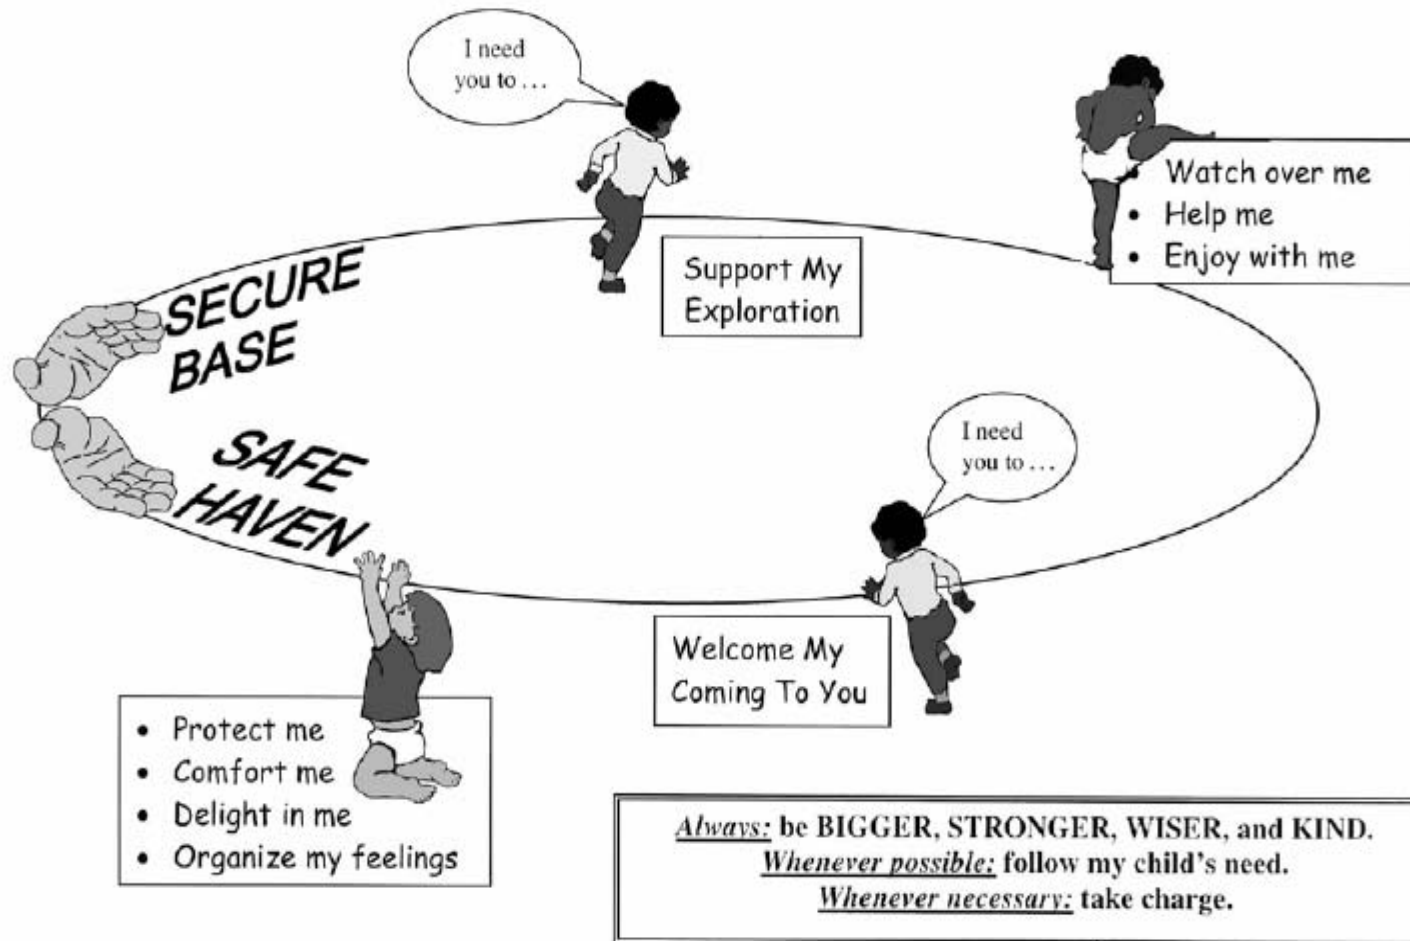 I need
you to ...
• Watch over me
• Help me
• Enjoy with me
Support My
Exploration
SECURE
BASE
SAFE
HAVEN
I need
you to ...
Welcome My
Coming To You
• Protect me
• Comfort me
• Delight in me
• Organize my feelings
Always: be BIGGER, STRONGER, WISER, and KIND.
Whenever possible: follow my child's need.
Whenever necessary: take charge.